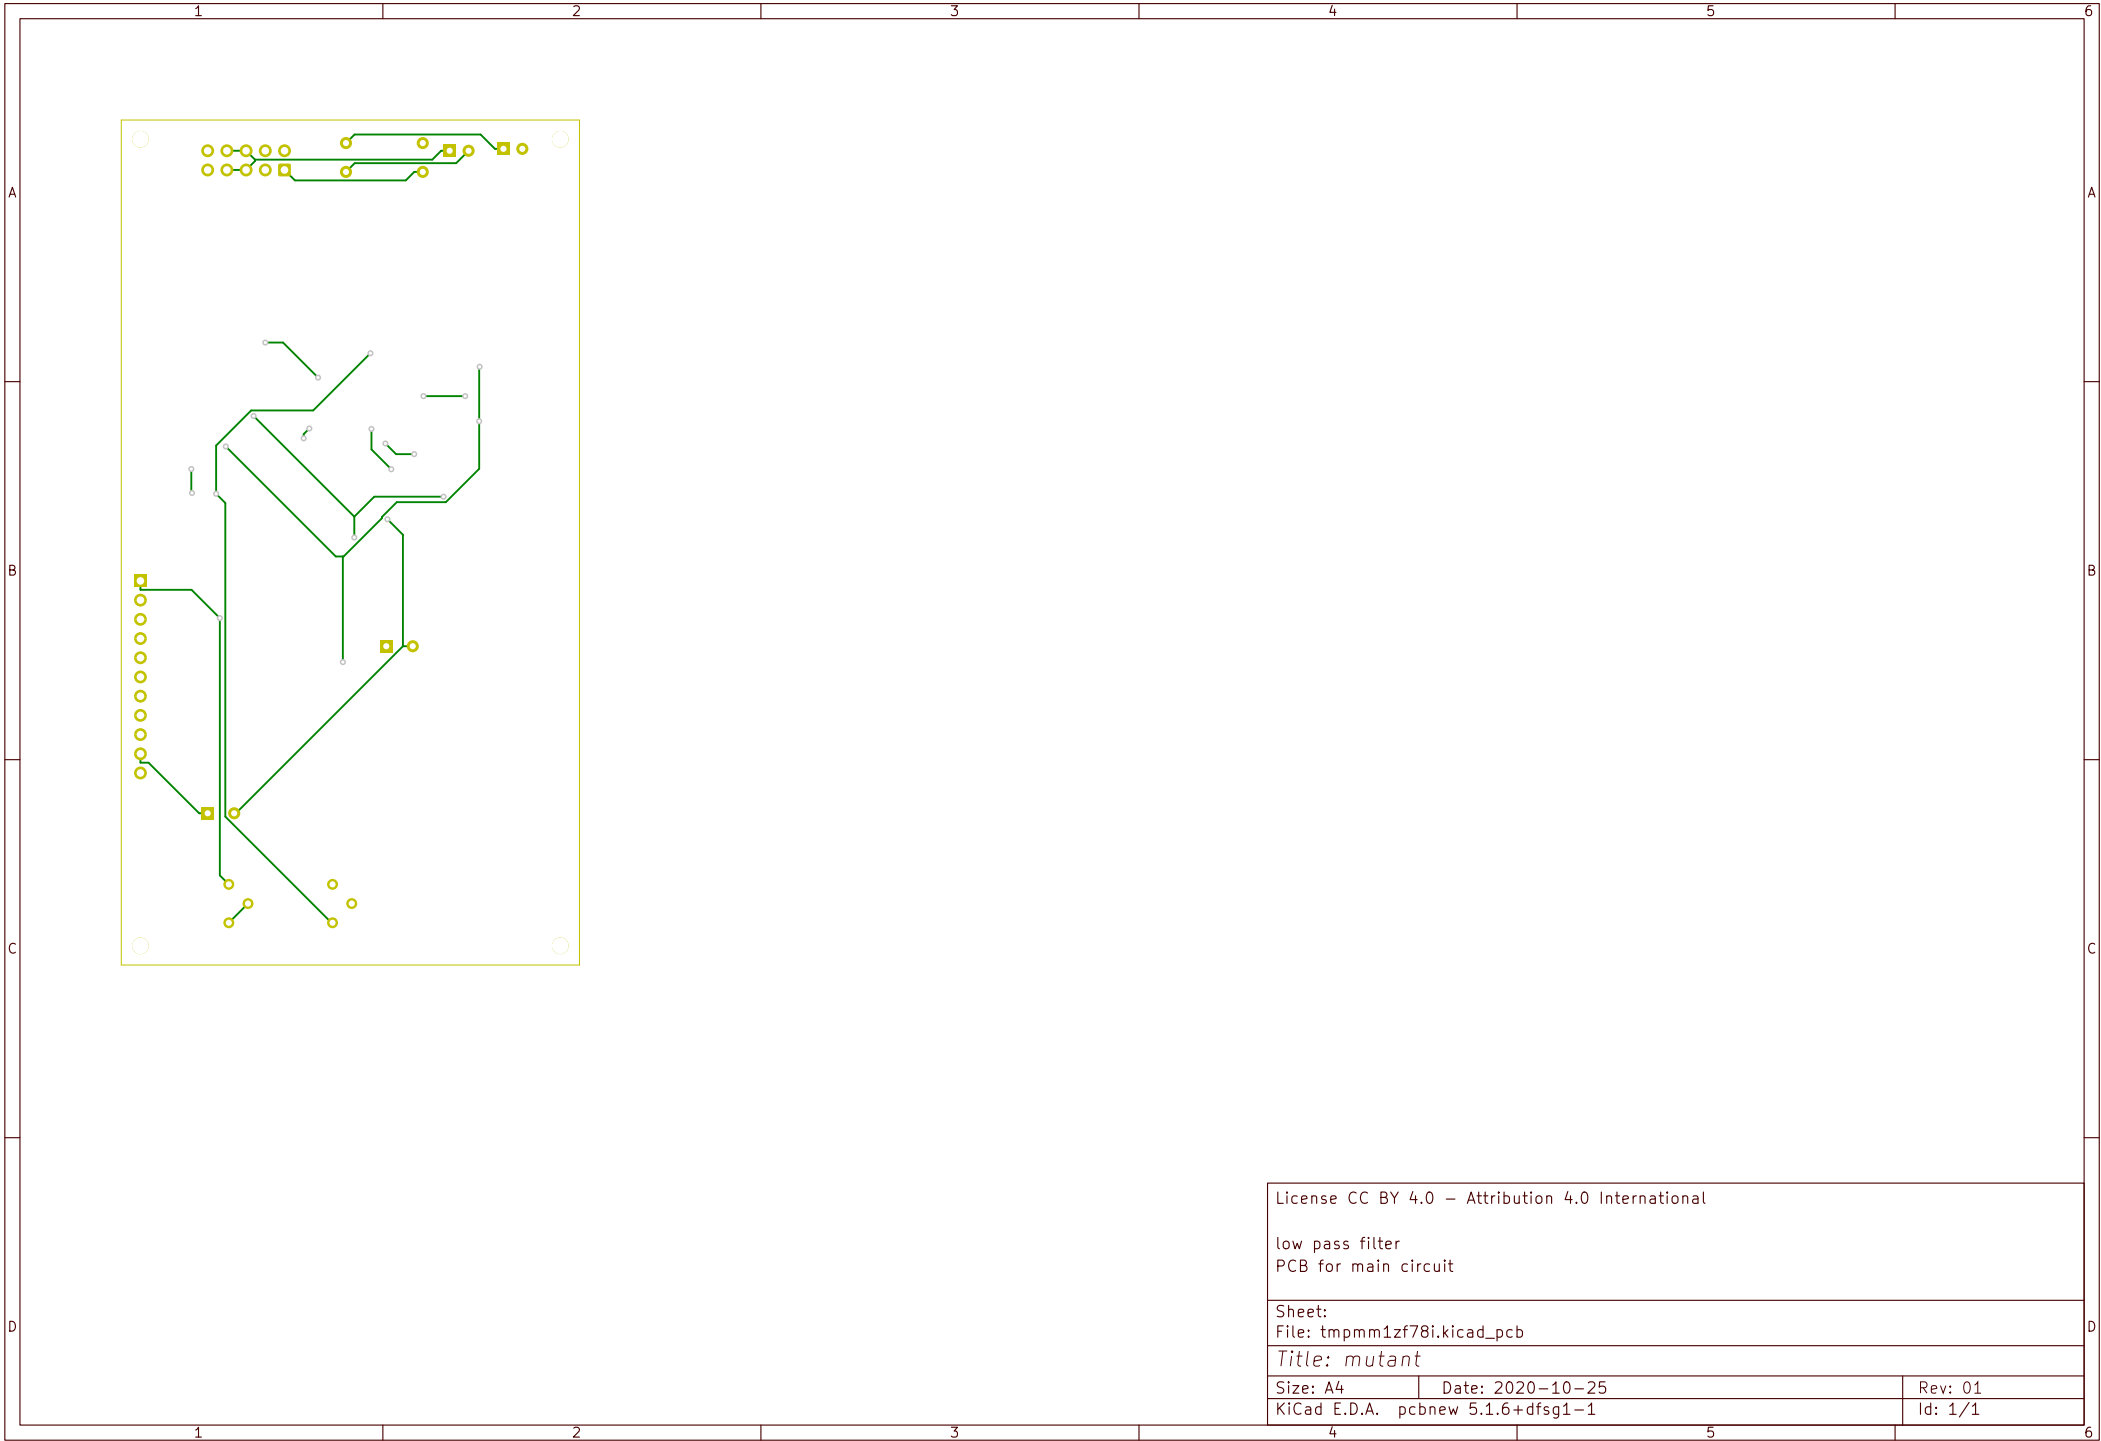 1 2 3 4 5 6
A A
B B
C C
License CC BY 4.0 – Attribution 4.0 International
low pass filter
PCB for main circuit
Sheet:
File: tmpmm1zf78i.kicad_pcb
D D
Title: mutant
Size: A4 Date: 2020-10-25 Rev: 01
KiCad E.D.A. pcbnew 5.1.6+dfsg1-1 Id: 1/1
1 2 3 4 5 6